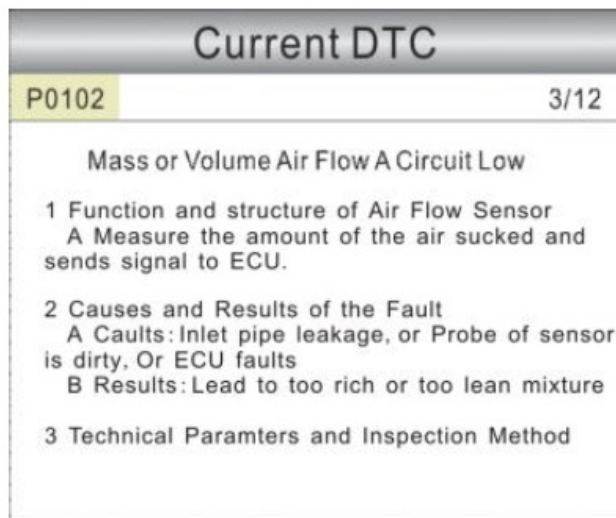 Current DTC
P0102 3/12
Mass or Volume Air Flow A Circuit Low
1 Function and structure of Air Flow Sensor
A Measure the amount of the air sucked and
sends signal to ECU.
2 Causes and Results of the Fault
A Caults: Inlet pipe leakage, or Probe of sensor
is dirty, Or ECU faults
B Results: Lead to too rich or too lean mixture
3 Technical Paramters and Inspection Method